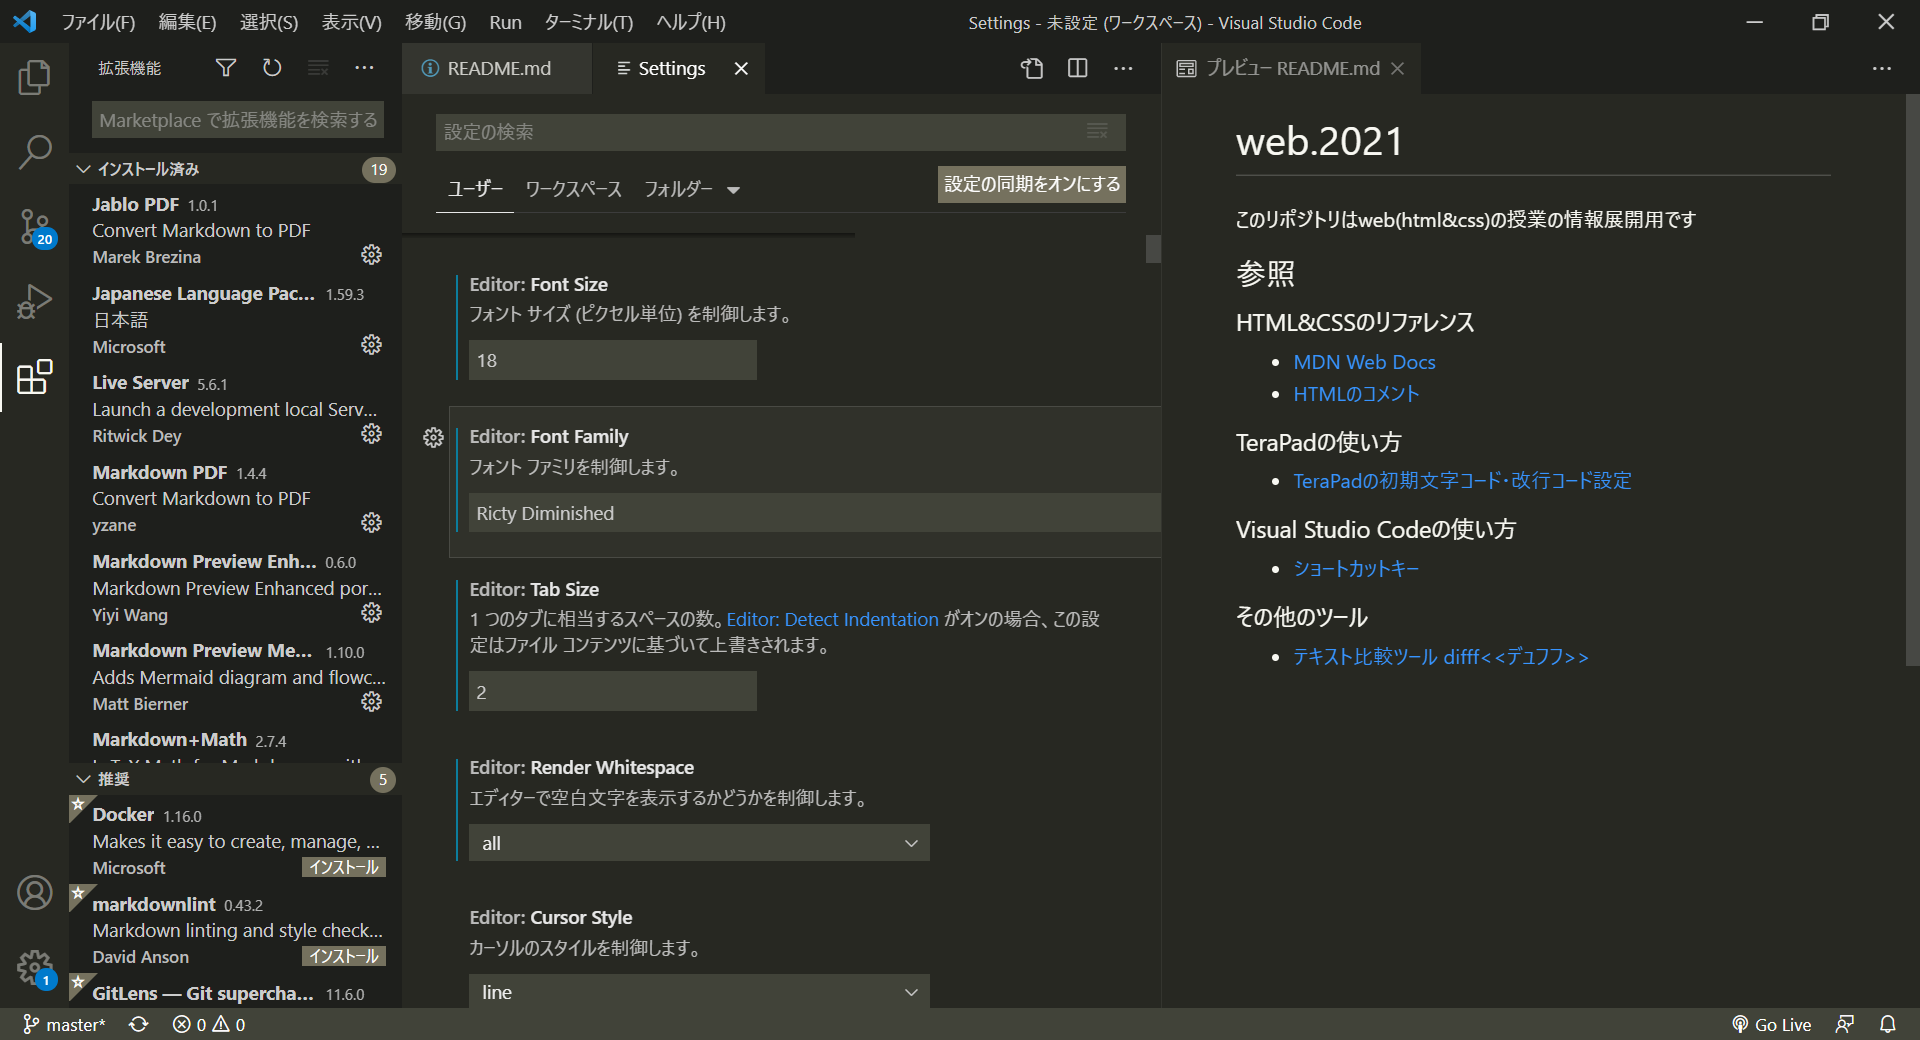 ファイル(F) 編集(E) 選択(S) 表示(V) 移動(G) Run ターミナル(T) ヘルプ(H) Settings - 未設定 (ワークスペース) - Visual Studio Code
拡張機能
Marketplace で拡張機能を検索する
インストール済み 19
Jablo PDF 1.0.1
Convert Markdown to PDF
Marek Brezina
Japanese Language Pac... 1.59.3
日本語
Microsoft
Live Server 5.6.1
Launch a development local Serv...
Ritwick Dey
Markdown PDF 1.4.4
Convert Markdown to PDF
yzane
Markdown Preview Enh... 0.6.0
Markdown Preview Enhanced por...
Yiyi Wang
Markdown Preview Me... 1.10.0
Adds Mermaid diagram and flowc...
Matt Bierner
Markdown+Math 2.7.4
推奨 5
Docker 1.16.0
Makes it easy to create, manage, ...
Microsoft インストール
markdownlint 0.43.2
Markdown linting and style check...
David Anson インストール
GitLens — Git supercha... 11.6.0
20
1
README.md Settings
設定の検索
ユーザー ワークスペース フォルダー 設定の同期をオンにする
Editor: Font Size
フォント サイズ (ピクセル単位) を制御します。
18
Editor: Font Family
フォント ファミリを制御します。
Ricty Diminished
Editor: Tab Size
1 つのタブに相当するスペースの数。Editor: Detect Indentation がオンの場合、この設
定はファイル コンテンツに基づいて上書きされます。
2
Editor: Render Whitespace
エディターで空白文字を表示するかどうかを制御します。
all
Editor: Cursor Style
カーソルのスタイルを制御します。
line
プレビュー README.md
web.2021
このリポジトリはweb(html&css)の授業の情報展開用です
参照
HTML&CSSのリファレンス
• MDN Web Docs
• HTMLのコメント
TeraPadの使い方
• TeraPadの初期文字コード・改行コード設定
Visual Studio Codeの使い方
• ショートカットキー
その他のツール
• テキスト比較ツール difff<<デュフフ>>
master* 0 0 Go Live